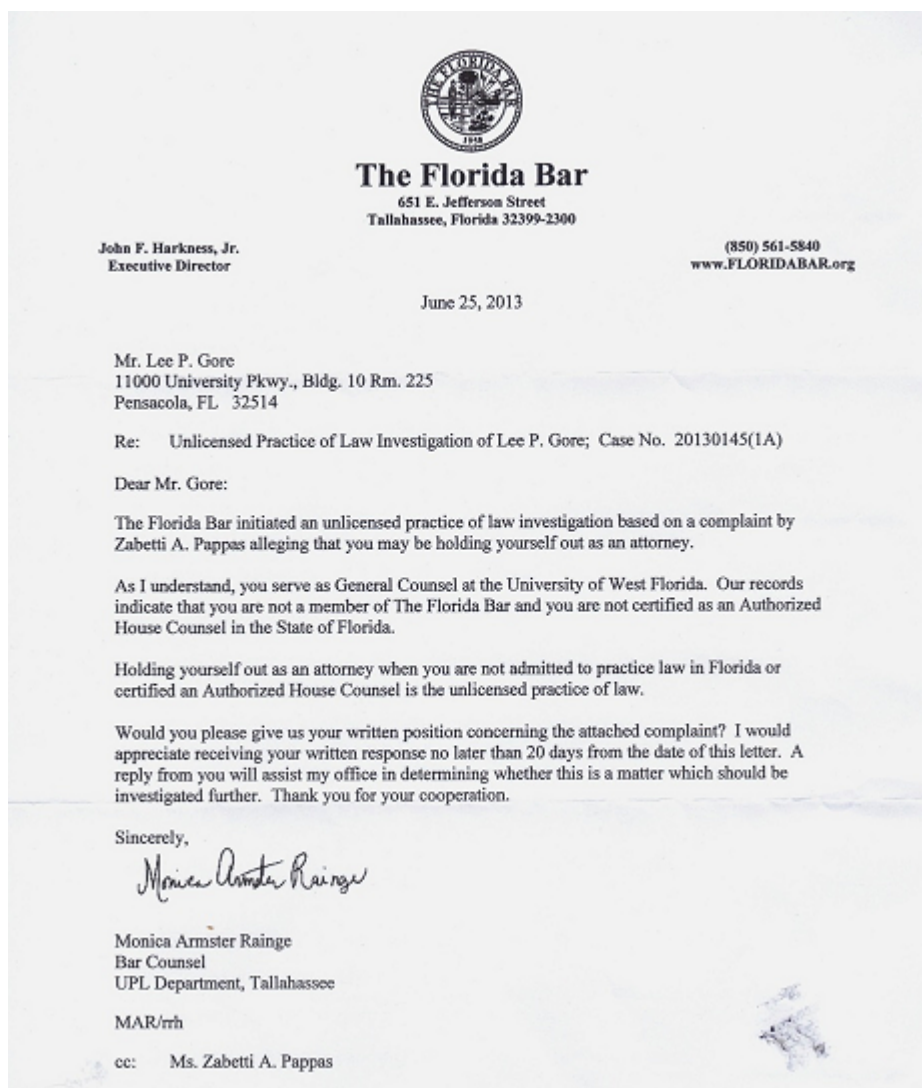 THE FLORIDA BAR
1950
The Florida Bar
651 E. Jefferson Street
Tallahassee, Florida 32399-2300
John F. Harkness, Jr.
Executive Director
(850) 561-5840
www.FLORIDABAR.org
June 25, 2013
Mr. Lee P. Gore
11000 University Pkwy., Bldg. 10 Rm. 225
Pensacola, FL 32514
Re: Unlicensed Practice of Law Investigation of Lee P. Gore; Case No. 20130145(1A)
Dear Mr. Gore:
The Florida Bar initiated an unlicensed practice of law investigation based on a complaint by
Zabetti A. Pappas alleging that you may be holding yourself out as an attorney.
As I understand, you serve as General Counsel at the University of West Florida. Our records
indicate that you are not a member of The Florida Bar and you are not certified as an Authorized
House Counsel in the State of Florida.
Holding yourself out as an attorney when you are not admitted to practice law in Florida or
certified an Authorized House Counsel is the unlicensed practice of law.
Would you please give us your written position concerning the attached complaint? I would
appreciate receiving your written response no later than 20 days from the date of this letter. A
reply from you will assist my office in determining whether this is a matter which should be
investigated further. Thank you for your cooperation.
Sincerely,
Monica Armster Rainge
Monica Armster Rainge
Bar Counsel
UPL Department, Tallahassee
MAR/rrh
cc: Ms. Zabetti A. Pappas